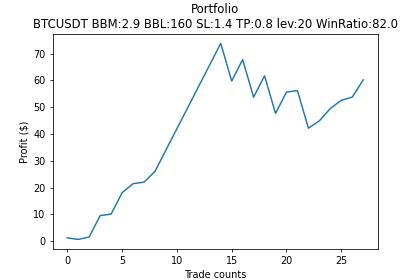 Portfolio
BTCUSDT BBM:2.9 BBL:160 SL:1.4 TP:0.8 lev:20 WinRatio:82.0
70
60
50
40
30
20
10
0
Profit ($)
0 5 10 15 20 25
Trade counts